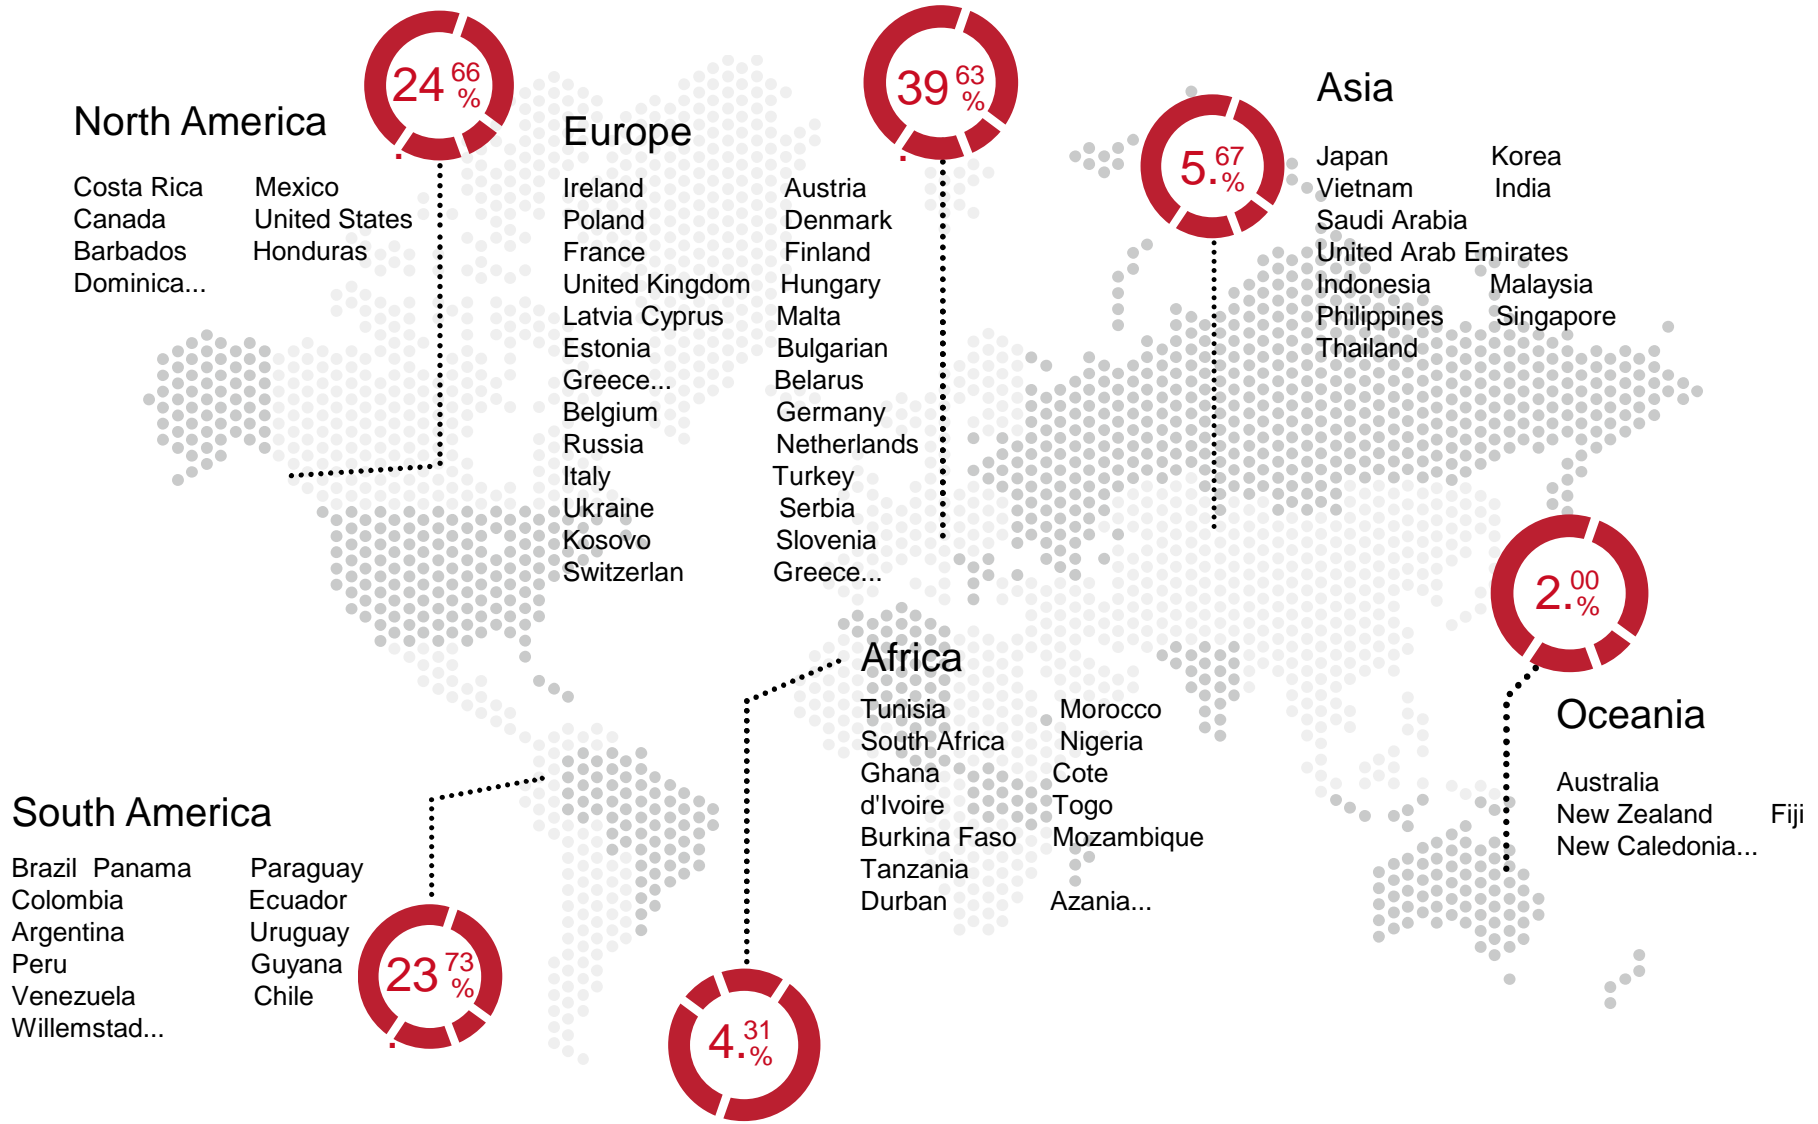 24 66
%
North America
Costa Rica Mexico
Canada United States
Barbados Honduras
Dominica...
39 63
%
Europe
Ireland Austria
Poland Denmark
France Finland
United Kingdom Hungary
Latvia Cyprus Malta
Estonia Bulgarian
Greece... Belarus
Belgium Germany
Russia Netherlands
Italy Turkey
Ukraine Serbia
Kosovo Slovenia
Switzerlan Greece...
5. 67
%
Asia
Japan Korea
Vietnam India
Saudi Arabia
United Arab Emirates
Indonesia Malaysia
Philippines Singapore
Thailand
2. 00
%
Oceania
Australia
New Zealand Fiji
New Caledonia...
Africa
Tunisia Morocco
South Africa Nigeria
Ghana Cote
d'Ivoire Togo
Burkina Faso Mozambique
Tanzania
Durban Azania...
4. 31
%
South America
Brazil Panama Paraguay
Colombia Ecuador
Argentina Uruguay
Peru Guyana
Venezuela Chile
Willemstad...
23 73
%